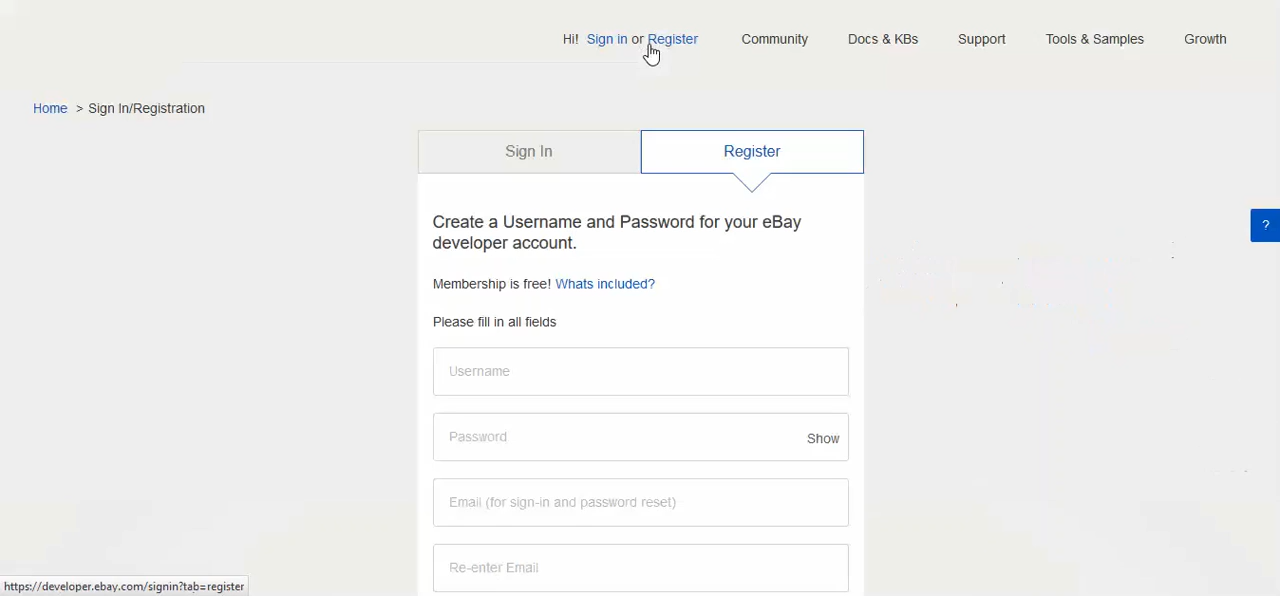 Hi! Sign in or Register Community Docs & KBs Support Tools & Samples Growth
Home > Sign In/Registration
Sign In Register
Create a Username and Password for your eBay
developer account.
?
Membership is free! Whats included?
Please fill in all fields
Username
Password Show
Email (for sign-in and password reset)
Re-enter Email
https://developer.ebay.com/signin?tab=register